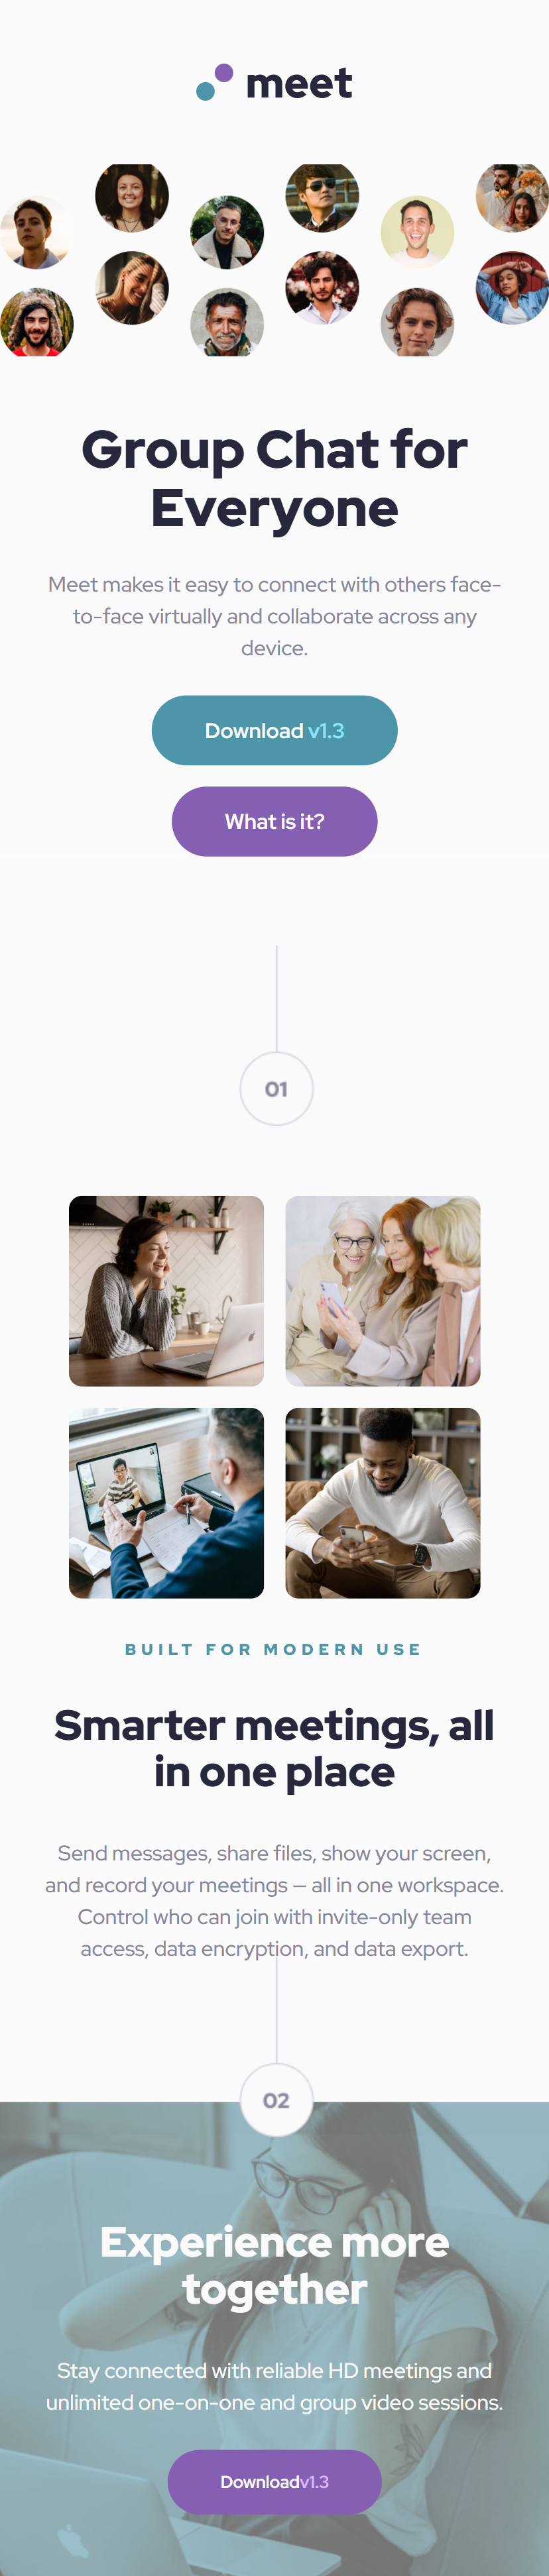 meet
Group Chat for
Everyone
Meet makes it easy to connect with others face-
to-face virtually and collaborate across any
device.
Download v1.3
What is it?
01
BUILT FOR MODERN USE
Smarter meetings, all
in one place
Send messages, share files, show your screen,
and record your meetings — all in one workspace.
Control who can join with invite-only team
access, data encryption, and data export.
02
Experience more
together
Stay connected with reliable HD meetings and
unlimited one-on-one and group video sessions.
Downloadv1.3